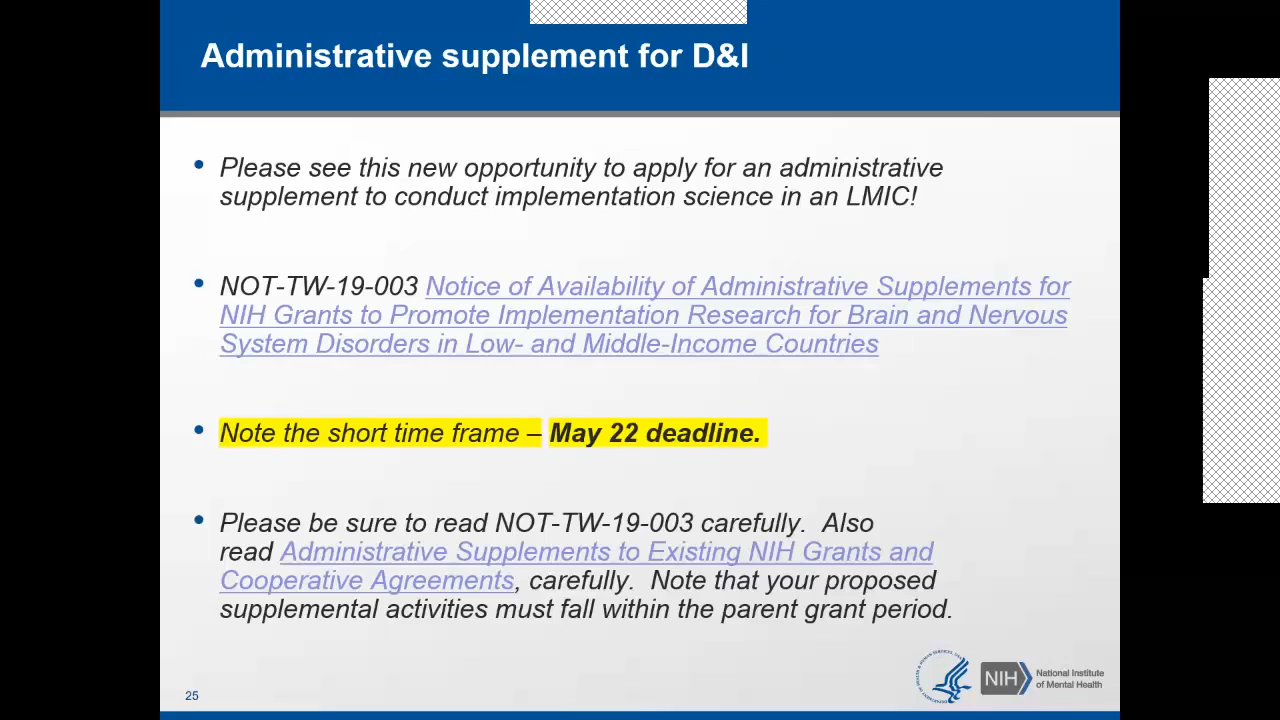 Administrative supplement for D&I
• Please see this new opportunity to apply for an administrative
supplement to conduct implementation science in an LMIC!
• NOT-TW-19-003 Notice of Availability of Administrative Supplements for
NIH Grants to Promote Implementation Research for Brain and Nervous
System Disorders in Low- and Middle-Income Countries
• Note the short time frame – May 22 deadline.
• Please be sure to read NOT-TW-19-003 carefully.  Also
read Administrative Supplements to Existing NIH Grants and
Cooperative Agreements, carefully.  Note that your proposed
supplemental activities must fall within the parent grant period.
NIH National Institute
of Mental Health
25